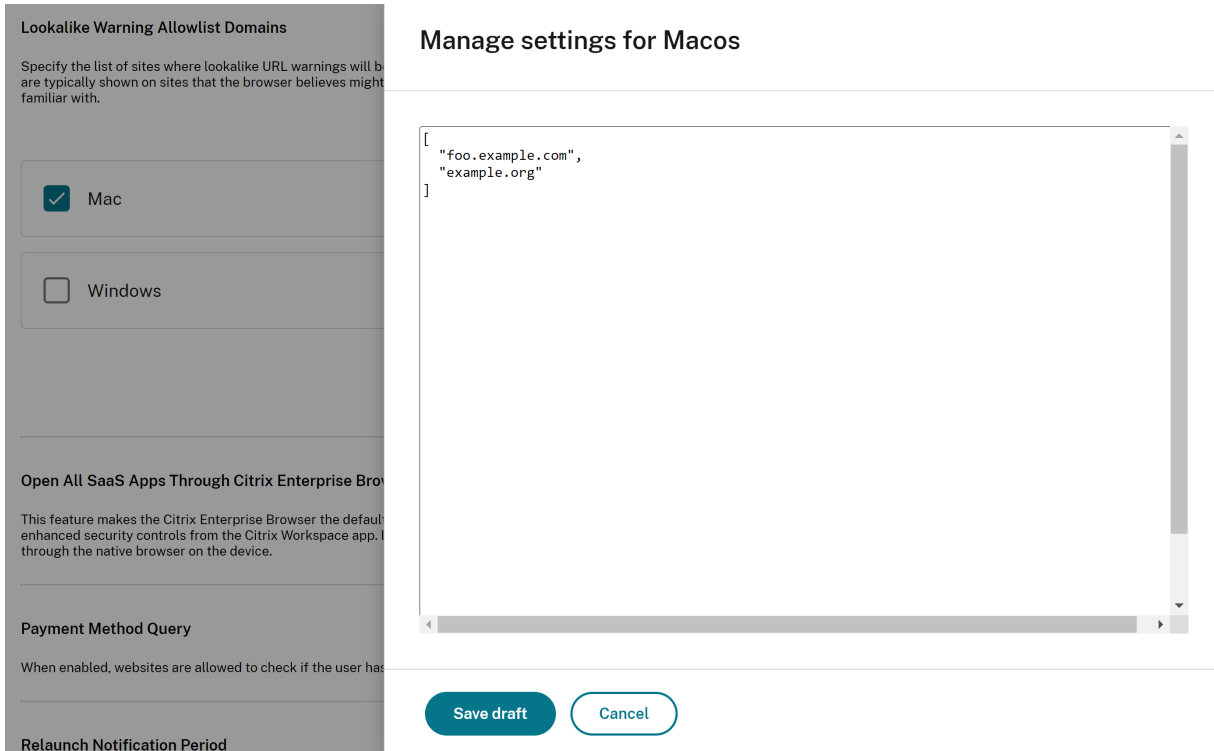 Lookalike Warning Allowlist Domains
Specify the list of sites where lookalike URL warnings will b
are typically shown on sites that the browser believes might
familiar with.
Mac
Windows
Open All SaaS Apps Through Citrix Enterprise Bro
This feature makes the Citrix Enterprise Browser the defaul
enhanced security controls from the Citrix Workspace app. I
through the native browser on the device.
Payment Method Query
When enabled, websites are allowed to check if the user has
Relaunch Notification Period
Manage settings for Macos
[
  "foo.example.com",
  "example.org"
]
Save draft
Cancel